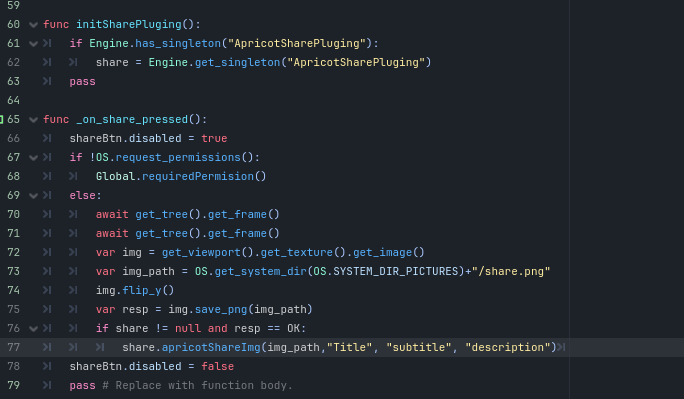 59
60 func initSharePluging():
61 if Engine.has_singleton("ApricotSharePluging"):
62 share = Engine.get_singleton("ApricotSharePluging")
63 pass
64
65 func _on_share_pressed():
66 shareBtn.disabled = true
67 if !OS.request_permissions():
68 Global.requiredPermision()
69 else:
70 await get_tree().get_frame()
71 await get_tree().get_frame()
72 var img = get_viewport().get_texture().get_image()
73 var img_path = OS.get_system_dir(OS.SYSTEM_DIR_PICTURES)+"/share.png"
74 img.flip_y()
75 var resp = img.save_png(img_path)
76 if share != null and resp == OK:
77 share.apricotShareImg(img_path,"Title", "subtitle", "description")
78 shareBtn.disabled = false
79 pass # Replace with function body.